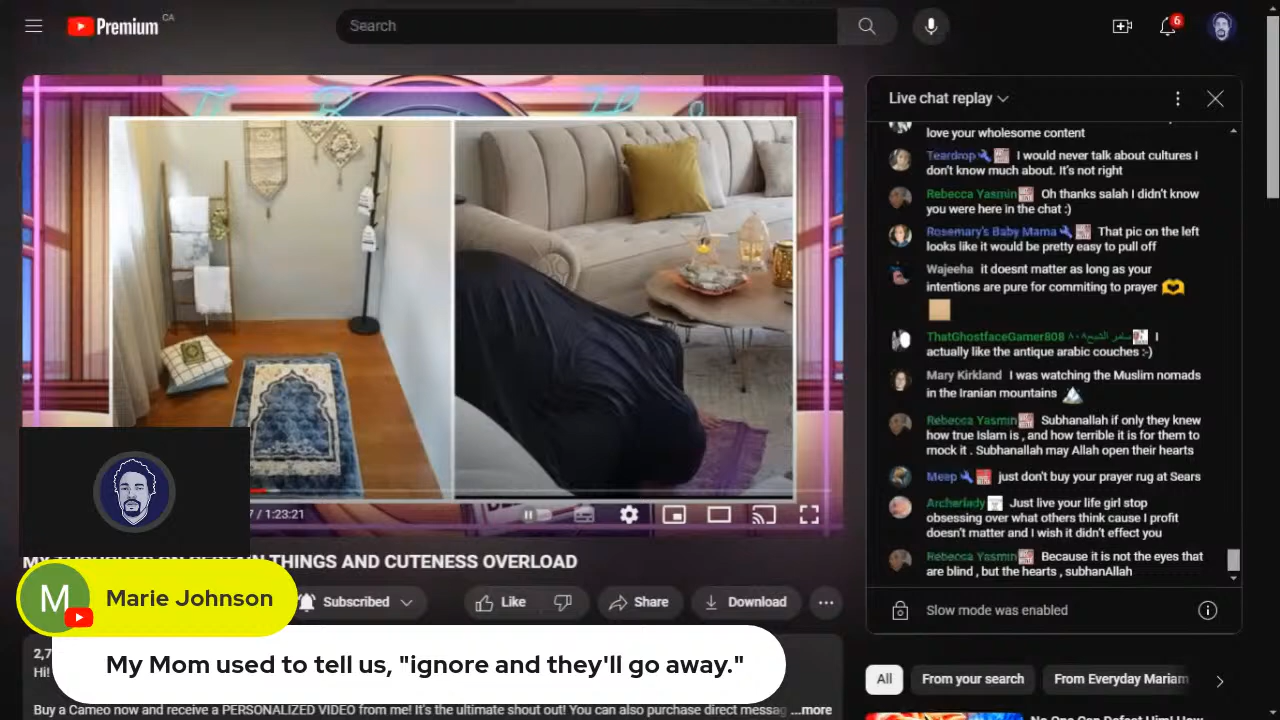 Premium
CA
Search
6
Live chat replay
love your wholesome content
Teardrop I would never talk about cultures I
don't know much about. It's not right
Rebecca Yasmin Oh thanks salah I didn't know
you were here in the chat :)
Rosemary's Baby Mama That pic on the left
looks like it would be pretty easy to pull off
Wajeeha it doesnt matter as long as your
intentions are pure for commiting to prayer
ThatGhostfaceGamer808 I
actually like the antique arabic couches :-)
Mary Kirkland I was watching the Muslim nomads
in the Iranian mountains
Rebecca Yasmin Subhanallah if only they knew
how true Islam is , and how terrible it is for them to
mock it . Subhanallah may Allah open their hearts
Meep just don't buy your prayer rug at Sears
Archerlady Just live your life girl stop
obsessing over what others think cause I profit
doesn't matter and I wish it didn't effect you
Rebecca Yasmin Because it is not the eyes that
are blind , but the hearts , subhanAllah
Slow mode was enabled
/ 1:23:21
THINGS AND CUTENESS OVERLOAD
Subscribed
Like
Share
Download
M
Marie Johnson
My Mom used to tell us, "ignore and they'll go away."
2,7
Hi!
Buy a Cameo now and receive a PERSONALIZED VIDEO from me! It's the ultimate shout out! You can also purchase direct messag ...more
All
From your search
From Everyday Mariam